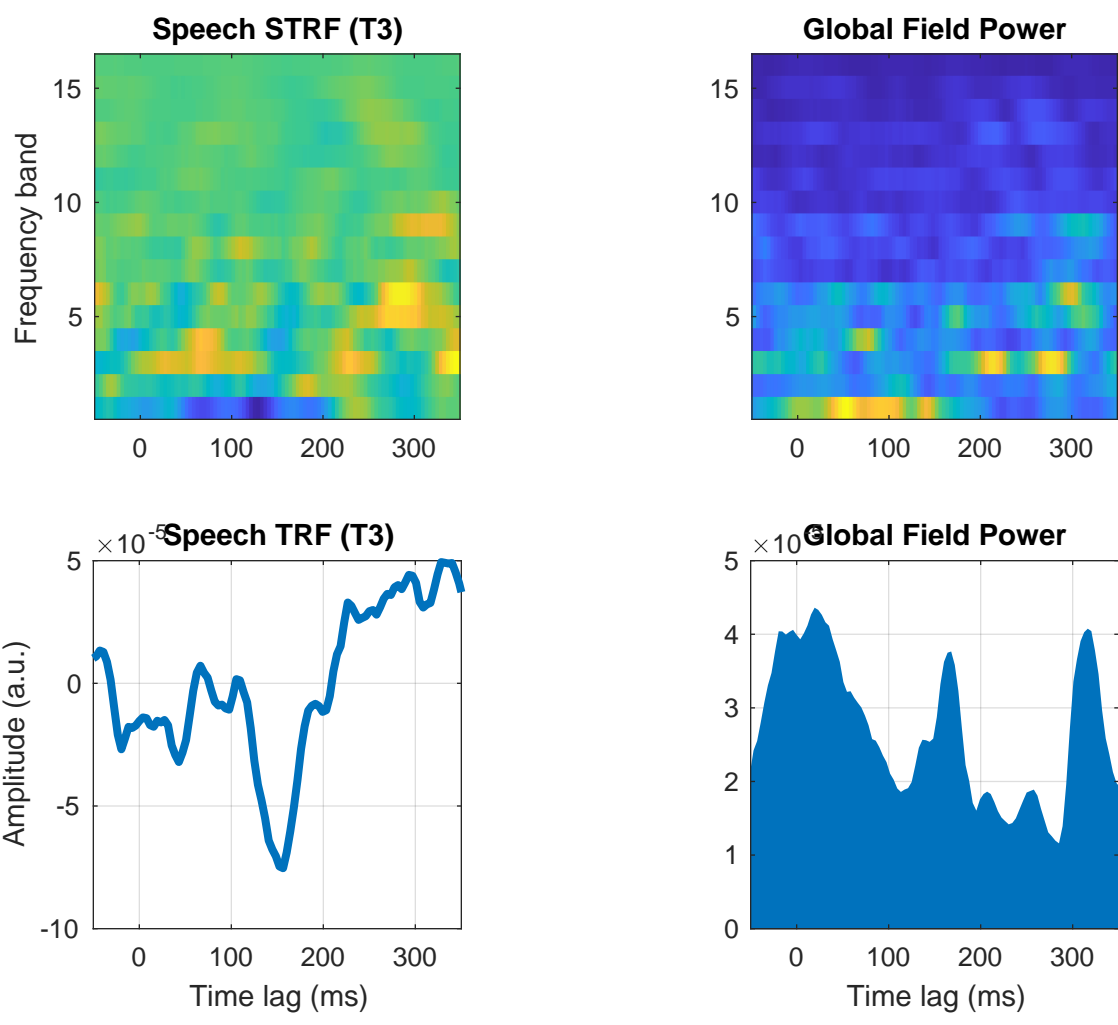 Speech STRF (T3)
Global Field Power
Frequency band
15
10
5
0 100 200 300
15
10
5
0 100 200 300
×10⁻⁵
Speech TRF (T3)
×10
Global Field Power
Amplitude (a.u.)
5
0
-5
-10
0 100 200 300
Time lag (ms)
5
4
3
2
1
0
0 100 200 300
Time lag (ms)